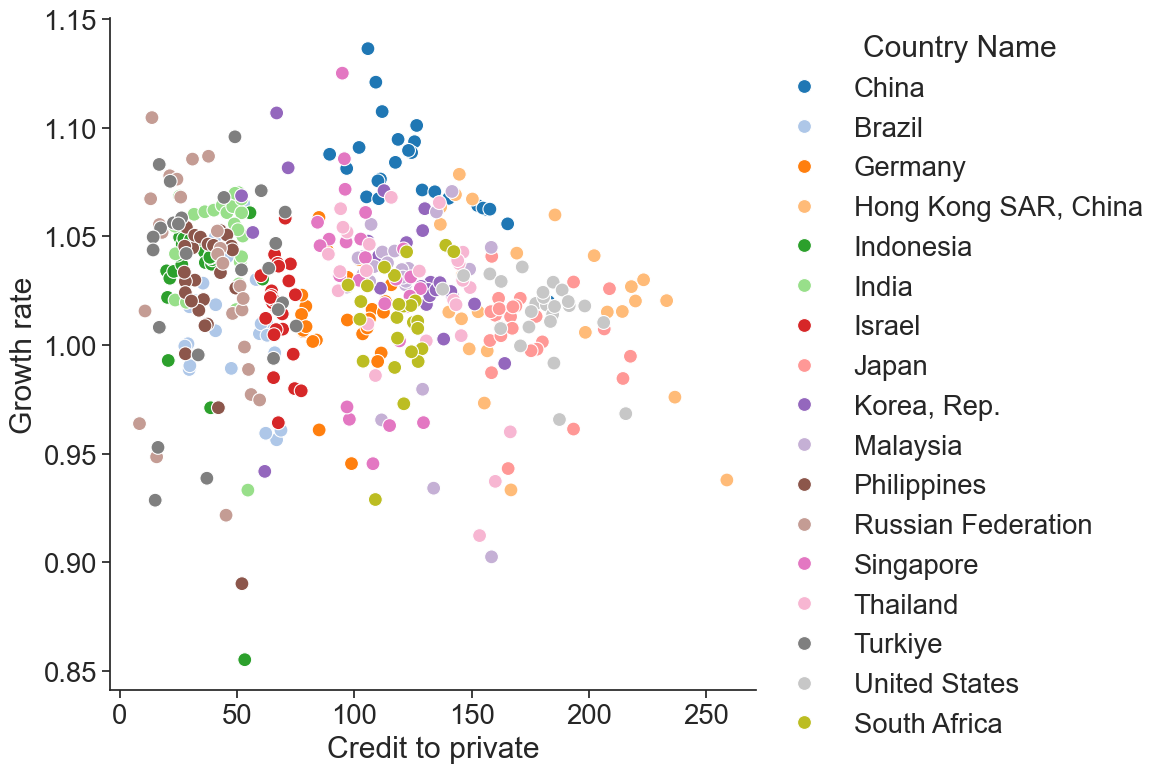 Growth rate
1.15
1.10
1.05
1.00
0.95
0.90
0.85
0
50
100
150
200
250
Credit to private
Country Name
China
Brazil
Germany
Hong Kong SAR, China
Indonesia
India
Israel
Japan
Korea, Rep.
Malaysia
Philippines
Russian Federation
Singapore
Thailand
Turkiye
United States
South Africa